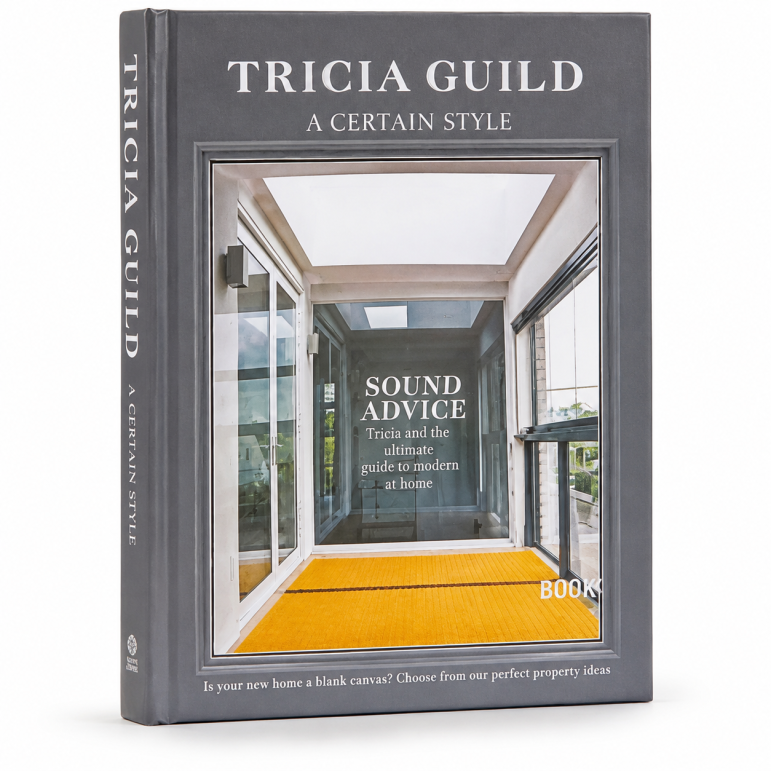 TRICIA GUILD
A CERTAIN STYLE
TRICIA GUILD
A CERTAIN STYLE
SOUND
ADVICE
Tricia and the
ultimate
guide to modern
at home
BOOK
Is your new home a blank canvas? Choose from our perfect property ideas